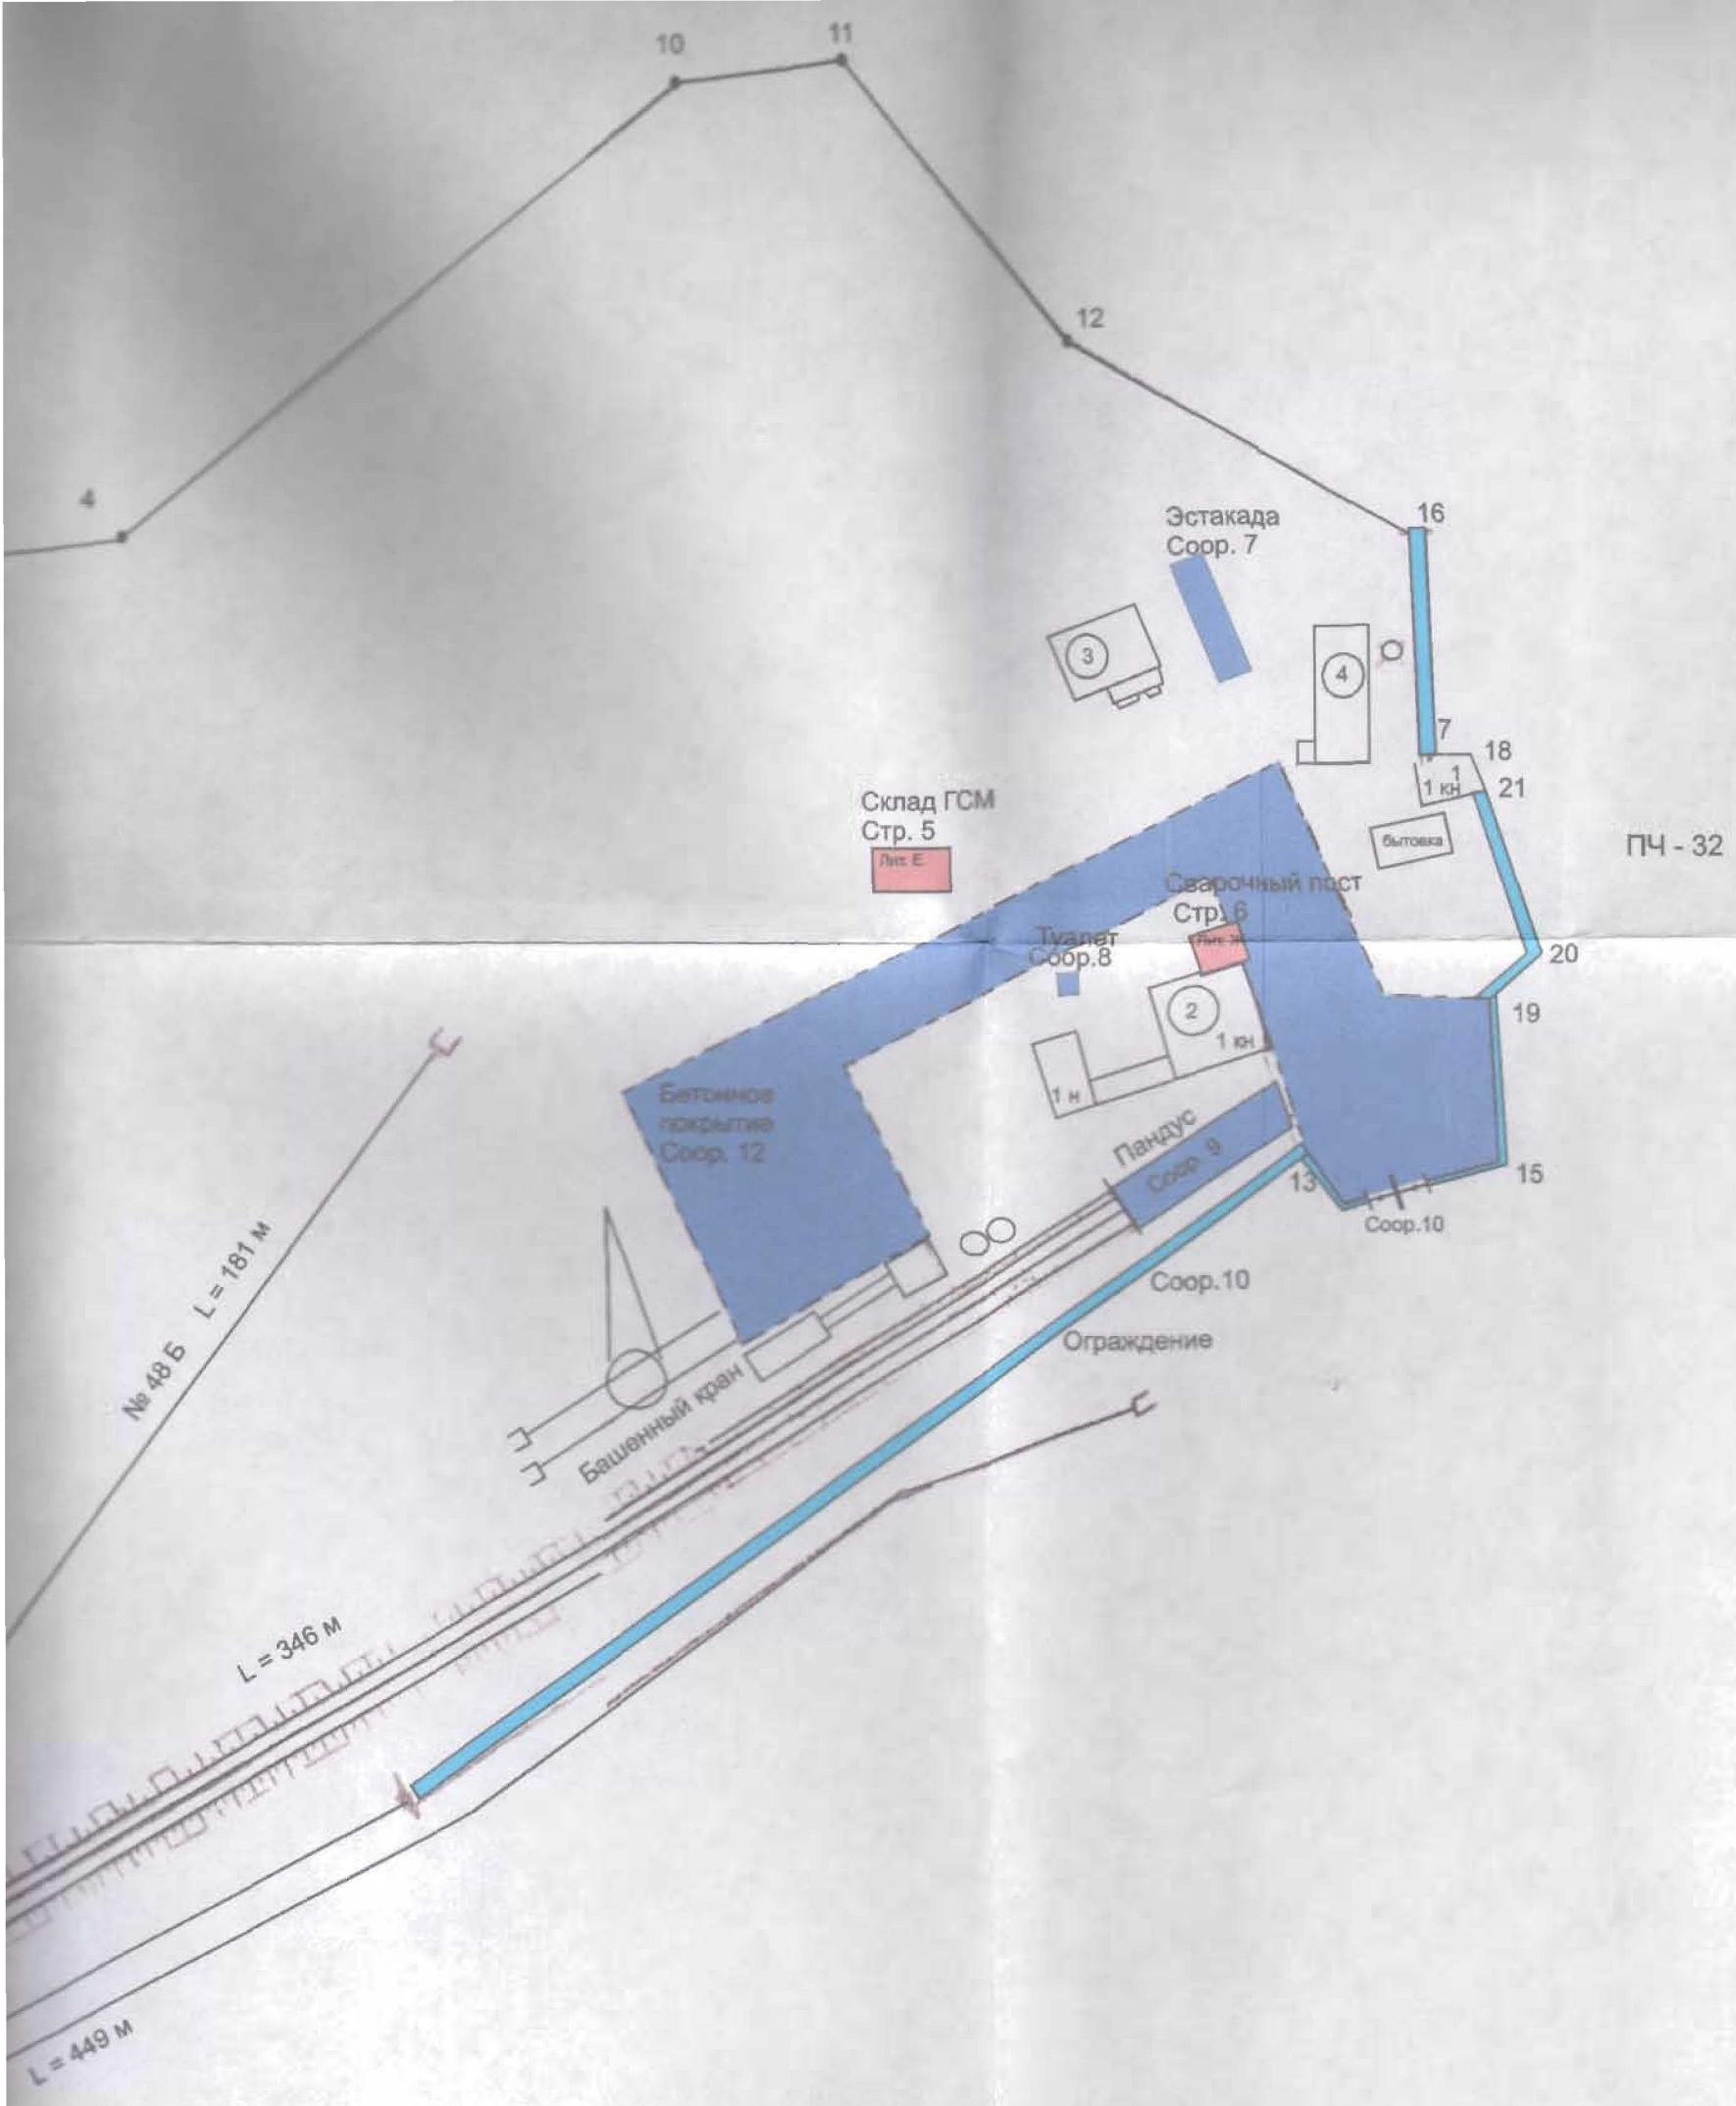 10
11
12
4
Эстакада
Соор. 7
16
3
4
7
18
1
1 кн
21
бытовка
ПЧ - 32
Склад ГСМ
Стр. 5
Лит. Е
Сварочный пост
Стр. 6
Лит. Ж
Туалет
Соор.8
20
2
1 кн
19
1 н
Бетонное
покрытие
Соор. 12
Пандус
Соор. 9
13
15
Соор.10
Соор.10
Ограждение
№ 48 Б L = 181 м
Башенный кран
L = 346 м
L = 449 м